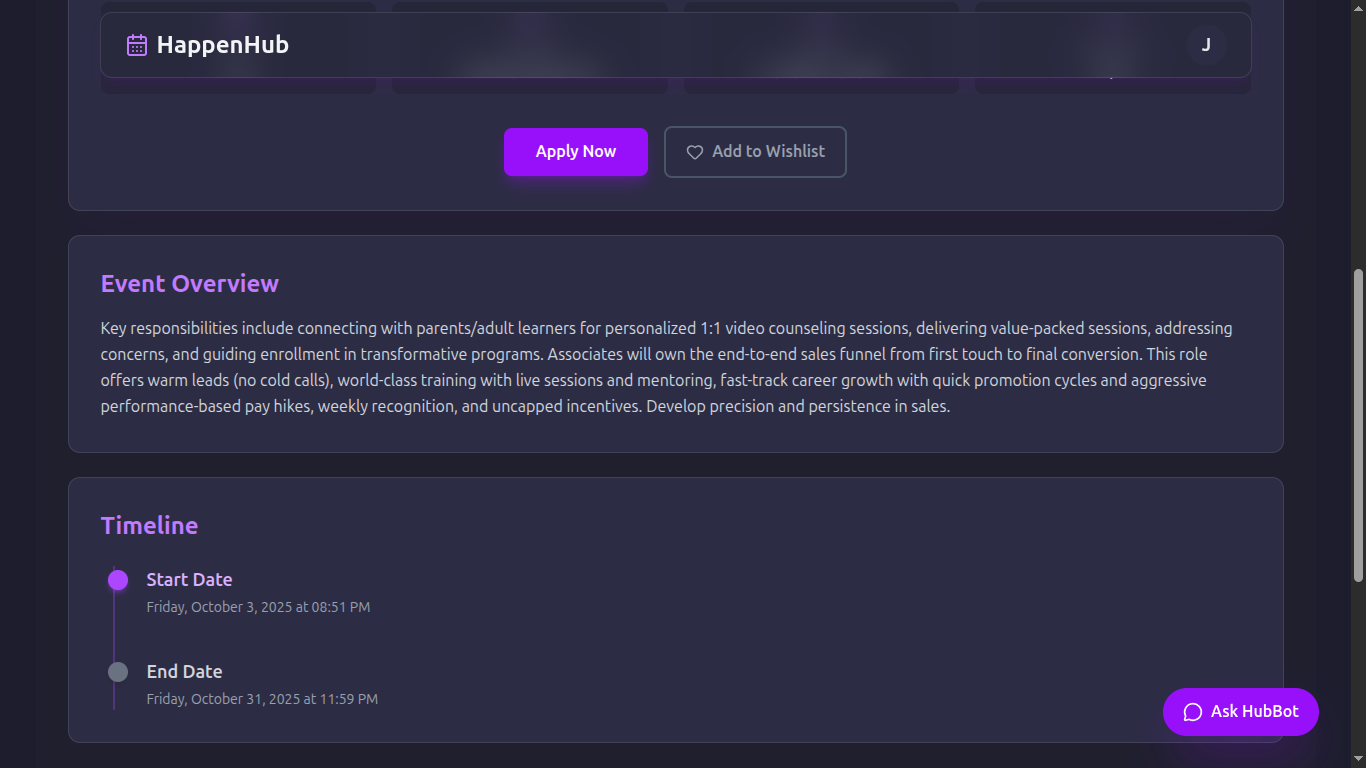 HappenHub
J
Apply Now
Add to Wishlist
Event Overview
Key responsibilities include connecting with parents/adult learners for personalized 1:1 video counseling sessions, delivering value-packed sessions, addressing
concerns, and guiding enrollment in transformative programs. Associates will own the end-to-end sales funnel from first touch to final conversion. This role
offers warm leads (no cold calls), world-class training with live sessions and mentoring, fast-track career growth with quick promotion cycles and aggressive
performance-based pay hikes, weekly recognition, and uncapped incentives. Develop precision and persistence in sales.
Timeline
Start Date
Friday, October 3, 2025 at 08:51 PM
End Date
Friday, October 31, 2025 at 11:59 PM
Ask HubBot